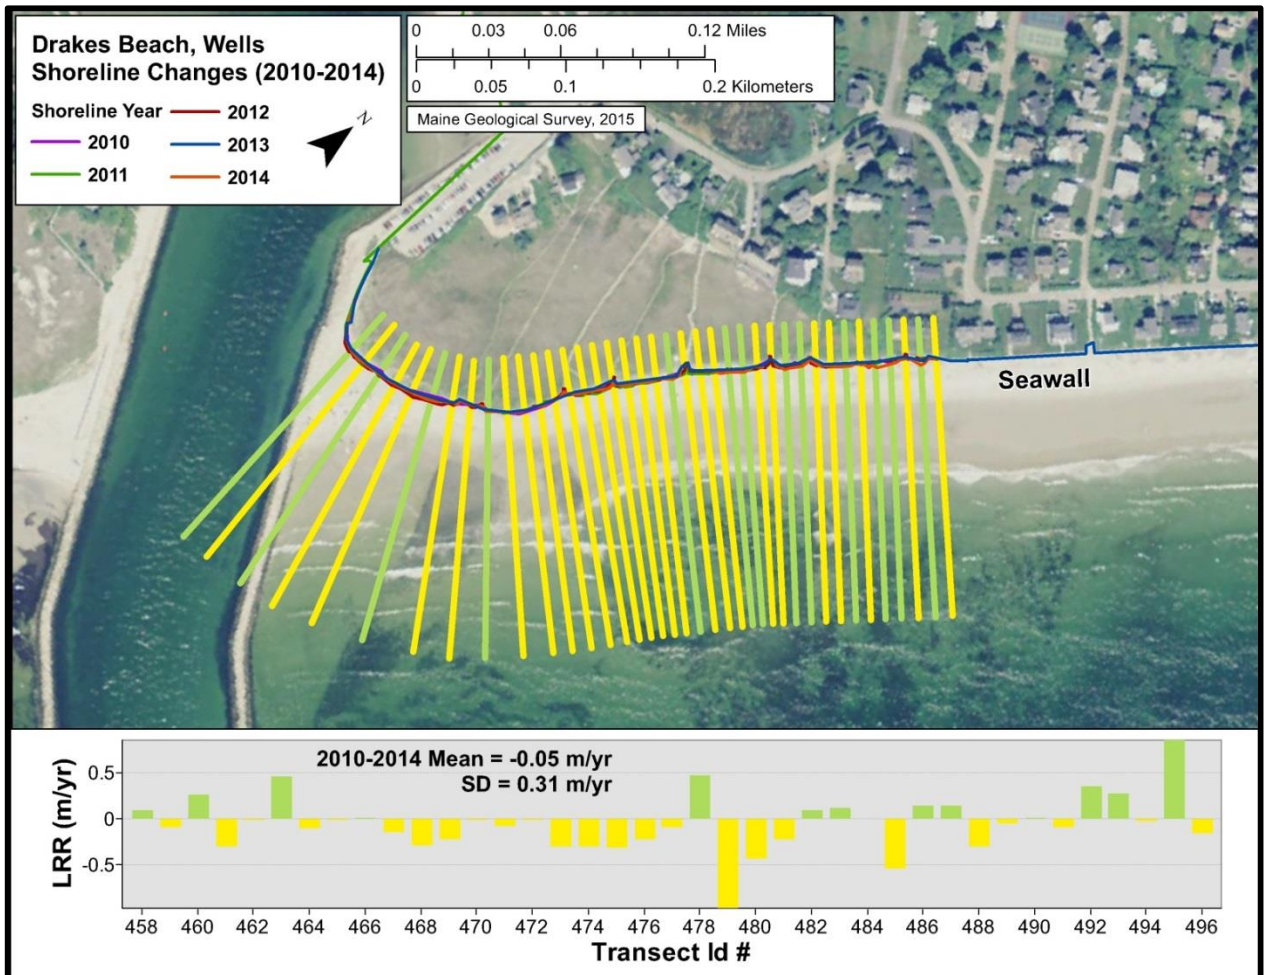 Drakes Beach, Wells
Shoreline Changes (2010-2014)
Shoreline Year
2010
2011
2012
2013
2014
N
0 0.03 0.06 0.12 Miles
0 0.05 0.1 0.2 Kilometers
Maine Geological Survey, 2015
Seawall
2010-2014 Mean = -0.05 m/yr
SD = 0.31 m/yr
LRR (m/yr)
0.5
0
-0.5
458 460 462 464 466 468 470 472 474 476 478 480 482 484 486 488 490 492 494 496
Transect Id #